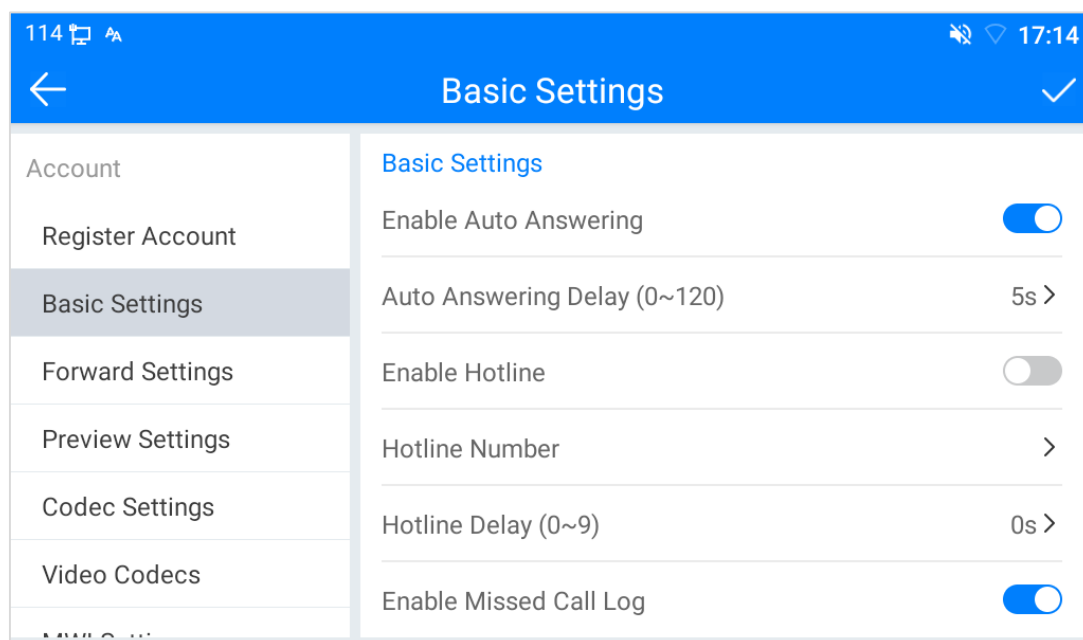 114 17:14
Basic Settings
Account
Register Account
Basic Settings
Forward Settings
Preview Settings
Codec Settings
Video Codecs
Basic Settings
Enable Auto Answering
Auto Answering Delay (0~120) 5s
Enable Hotline
Hotline Number
Hotline Delay (0~9) 0s
Enable Missed Call Log